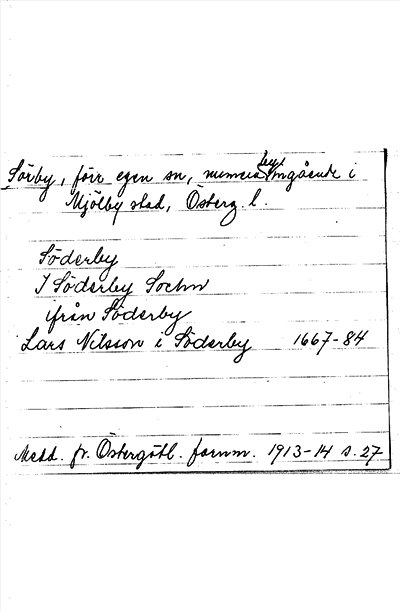 Sörby, förr egen sn, numera ingående i
Mjölby stad, Österg. l.
Söderby
I Söderby Sochn
ifrån Söderby
Lars Nilsson i Söderby 1667-84
Medd. fr. Östergötl. fornm. 1913-14 s. 27